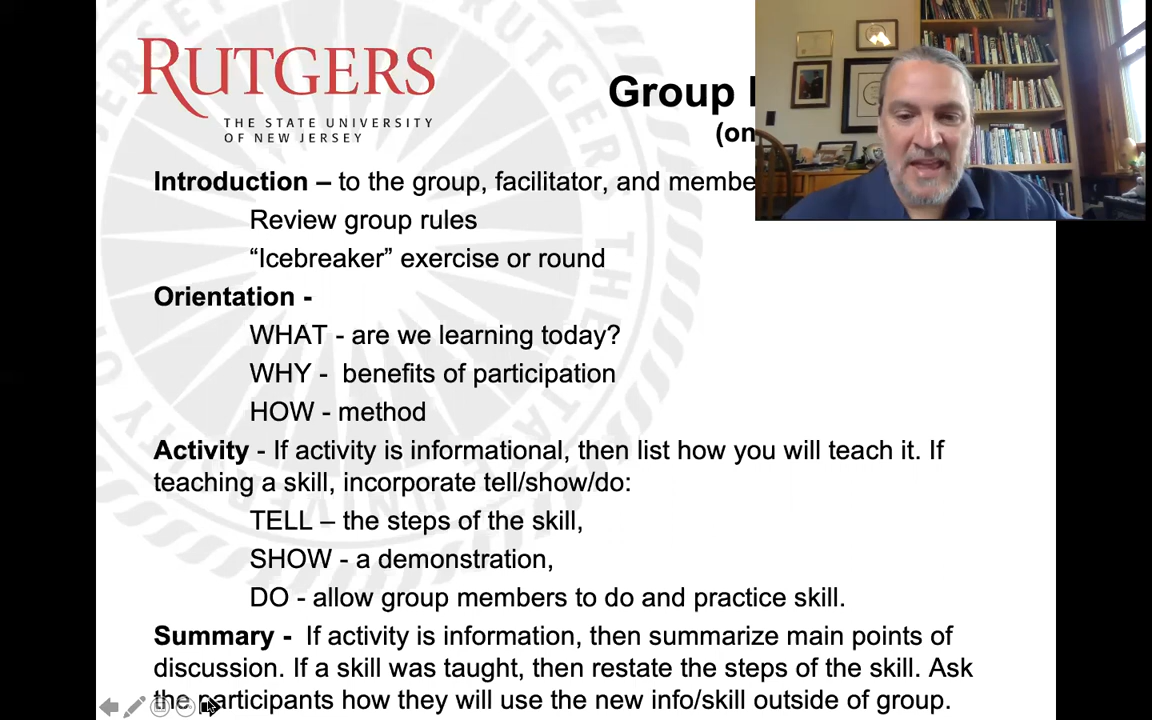 RUTGERS
THE STATE UNIVERSITY
OF NEW JERSEY
Group
(on
Introduction – to the group, facilitator, and membe
Review group rules
“Icebreaker” exercise or round
Orientation -
WHAT - are we learning today?
WHY - benefits of participation
HOW - method
Activity - If activity is informational, then list how you will teach it. If
teaching a skill, incorporate tell/show/do:
TELL – the steps of the skill,
SHOW - a demonstration,
DO - allow group members to do and practice skill.
Summary - If activity is information, then summarize main points of
discussion. If a skill was taught, then restate the steps of the skill. Ask
the participants how they will use the new info/skill outside of group.